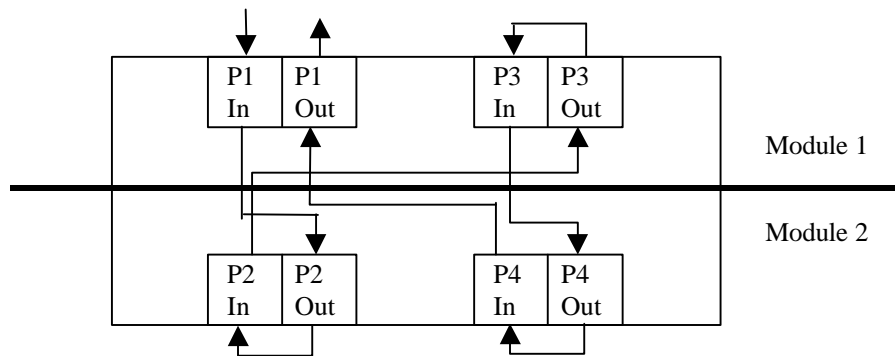 P1 In
P1 Out
P3 In
P3 Out
Module 1
Module 2
P2 In
P2 Out
P4 In
P4 Out